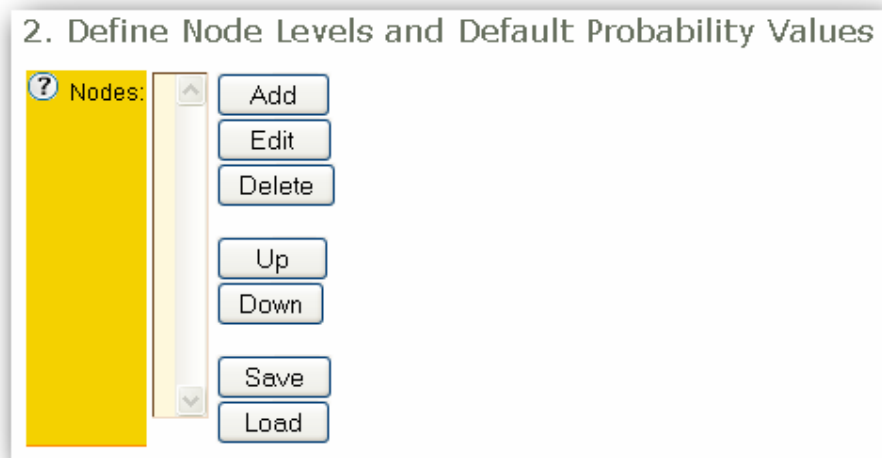 2. Define Node Levels and Default Probability Values
? Nodes:
Add
Edit
Delete
Up
Down
Save
Load